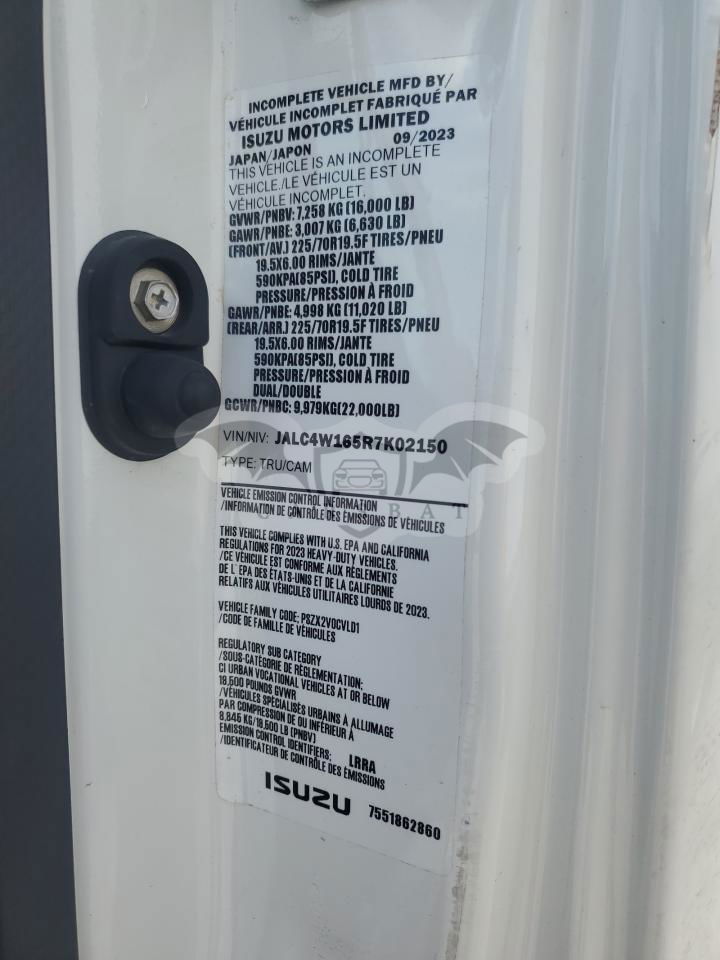 INCOMPLETE VEHICLE MFD BY/
VÉHICULE INCOMPLET FABRIQUÉ PAR
ISUZU MOTORS LIMITED
JAPAN/JAPON 09/2023
THIS VEHICLE IS AN INCOMPLETE
VEHICLE./LE VÉHICULE EST UN
VÉHICULE INCOMPLET.
GVWR/PNBV: 7,258 KG (16,000 LB)
GAWR/PNBE: 3,007 KG (6,630 LB)
(FRONT/AV.) 225/70R19.5F TIRES/PNEU
19.5X6.00 RIMS/JANTE
590KPA(85PSI), COLD TIRE
PRESSURE/PRESSION À FROID
GAWR/PNBE: 4,998 KG (11,020 LB)
(REAR/ARR.) 225/70R19.5F TIRES/PNEU
19.5X6.00 RIMS/JANTE
590KPA(85PSI), COLD TIRE
PRESSURE/PRESSION À FROID
DUAL/DOUBLE
GCWR/PNBC: 9,979KG(22,000LB)
VIN/NIV: JALC4W165R7K02150
TYPE: TRU/CAM
VEHICLE EMISSION CONTROL INFORMATION
/INFORMATION DE CONTRÔLE DES ÉMISSIONS DE VÉHICULES
THIS VEHICLE COMPLIES WITH U.S. EPA AND CALIFORNIA
REGULATIONS FOR 2023 HEAVY-DUTY VEHICLES.
/CE VÉHICULE EST CONFORME AUX RÈGLEMENTS
DE L'EPA DES ÉTATS-UNIS ET DE LA CALIFORNIE
RELATIFS AUX VÉHICULES UTILITAIRES LOURDS DE 2023.
VEHICLE FAMILY CODE: PSZX2VOCVLD1
/CODE DE FAMILLE DE VÉHICULES
REGULATORY SUB CATEGORY
/SOUS-CATÉGORIE DE RÉGLEMENTATION:
CI URBAN VOCATIONAL VEHICLES AT OR BELOW
19,500 POUNDS GVWR
/VÉHICULES SPÉCIALISÉS URBAINS À ALLUMAGE
PAR COMPRESSION DE OU INFÉRIEUR À
8,845 KG/19,500 LB (PNBV)
EMISSION CONTROL IDENTIFIERS: LRRA
/IDENTIFICATEUR DE CONTRÔLE DES ÉMISSIONS
ISUZU 7551862860